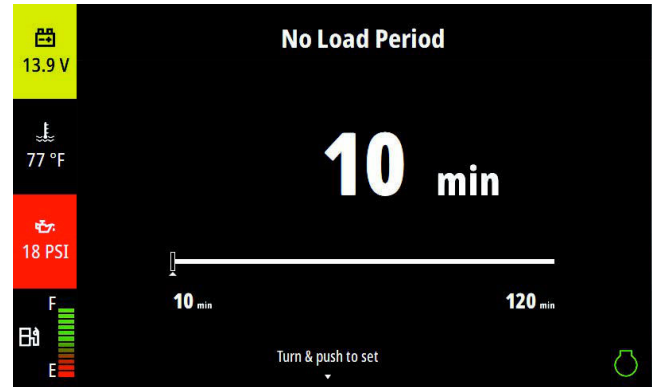 No Load Period
13.9 V
77 °F
10 min
18 PSI
10 min
120 min
F
E
Turn & push to set